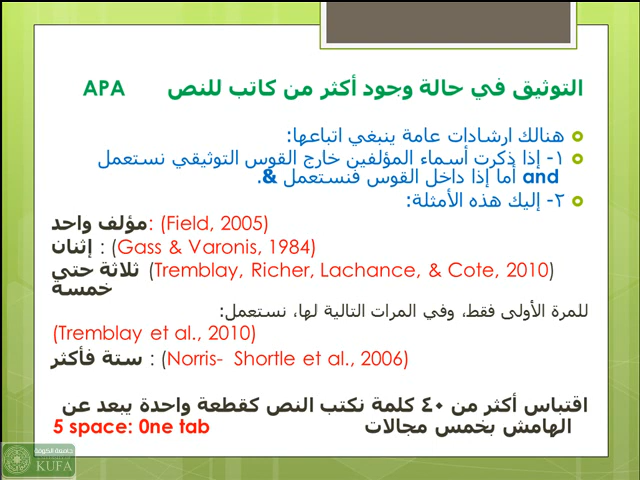 التوثيق في حالة وجود أكثر من كاتب للنص APA
هنالك ارشادات عامة ينبغي اتباعها:
١- إذا ذكرت أسماء المؤلفين خارج القوس التوثيقي نستعمل
and أما إذا داخل القوس فنستعمل &.
٢- إليك هذه الأمثلة:
مؤلف واحد: (Field, 2005)
إثنان : (Gass & Varonis, 1984)
ثلاثة حتى (Tremblay, Richer, Lachance, & Cote, 2010)
خمسة
للمرة الأولى فقط، وفي المرات التالية لها، نستعمل:
(Tremblay et al., 2010)
ستة فأكثر : (Norris- Shortle et al., 2006)
اقتباس أكثر من ٤٠ كلمة نكتب النص كقطعة واحدة يبعد عن
الهامش بخمس مجالات 5 space: 0ne tab
جامعة الكوفة
KUFA